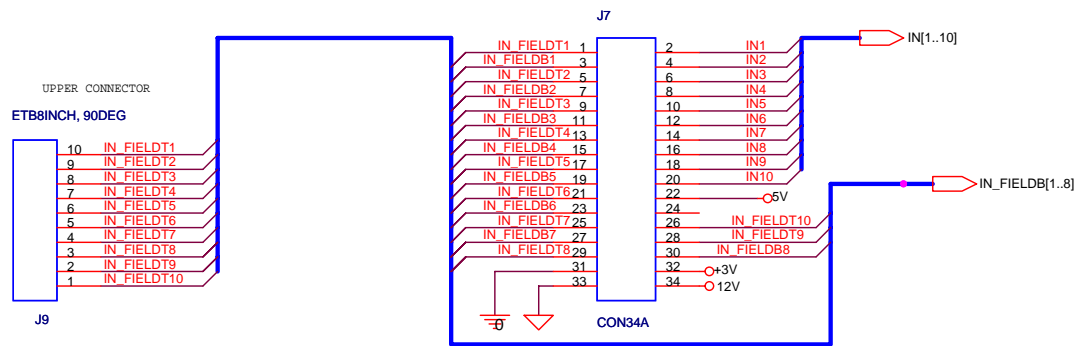 J7
IN_FIELDT1 1 2 IN1
IN_FIELDB1 3 4 IN2
IN_FIELDT2 5 6 IN3
IN_FIELDB2 7 8 IN4
IN_FIELDT3 9 10 IN5
IN_FIELDB3 11 12 IN6
IN_FIELDT4 13 14 IN7
IN_FIELDB4 15 16 IN8
IN_FIELDT5 17 18 IN9
IN_FIELDB5 19 20 IN10
IN_FIELDT6 21 22 5V
IN_FIELDB6 23 24
IN_FIELDT7 25 26 IN_FIELDT10
IN_FIELDB7 27 28 IN_FIELDT9
IN_FIELDT8 29 30 IN_FIELDB8
31 32 +3V
33 34 12V
0
CON34A
IN[1..10]
IN_FIELDB[1..8]
UPPER CONNECTOR
ETB8INCH, 90DEG
10 IN_FIELDT1
9 IN_FIELDT2
8 IN_FIELDT3
7 IN_FIELDT4
6 IN_FIELDT5
5 IN_FIELDT6
4 IN_FIELDT7
3 IN_FIELDT8
2 IN_FIELDT9
1 IN_FIELDT10
J9